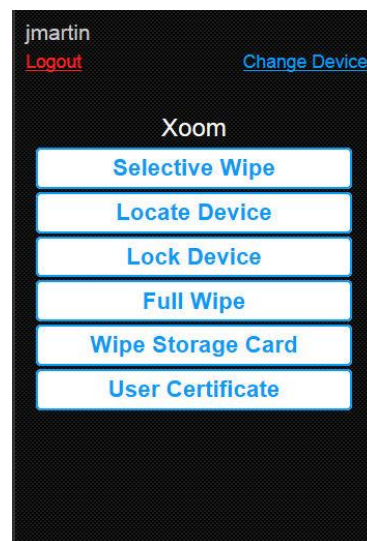 jmartin
Logout Change Device
Xoom
Selective Wipe
Locate Device
Lock Device
Full Wipe
Wipe Storage Card
User Certificate